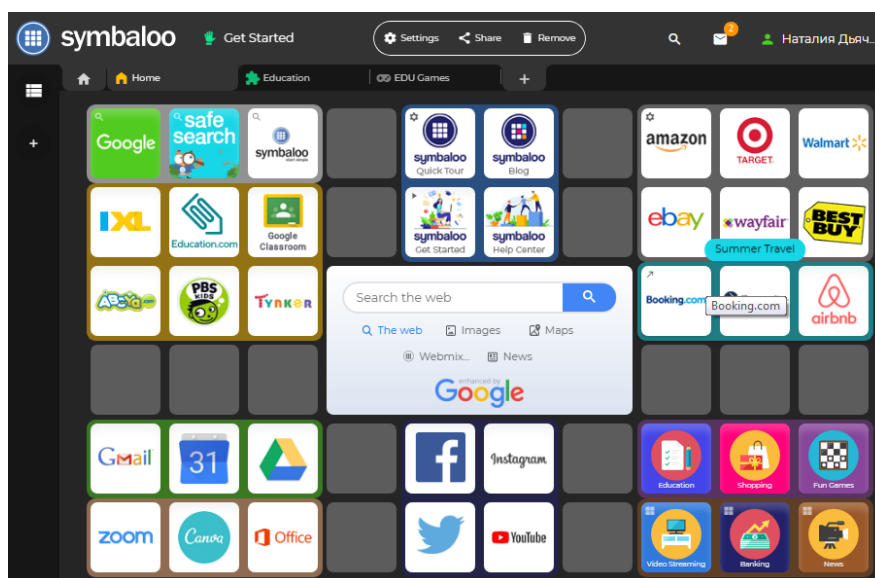 symbaloo
Get Started
Settings
Share
Remove
2
Наталия Дьяч...
Home
Education
EDU Games
+
+
Google
safe
search
symbaloo
start simple
symbaloo
Quick Tour
symbaloo
Blog
amazon
TARGET
Walmart
IXL
Education.com
Google
Classroom
symbaloo
Get Started
symbaloo
Help Center
ebay
wayfair
BEST
BUY
Summer Travel
ABCya
PBS
KIDS
TYNKER
Search the web
The web
Images
Maps
Webmix...
News
enhanced by
Google
Booking.com
Booking.com
airbnb
Gmail
31
Instagram
Education
Shopping
Fun Games
zoom
Canva
Office
YouTube
Video Streaming
Banking
News